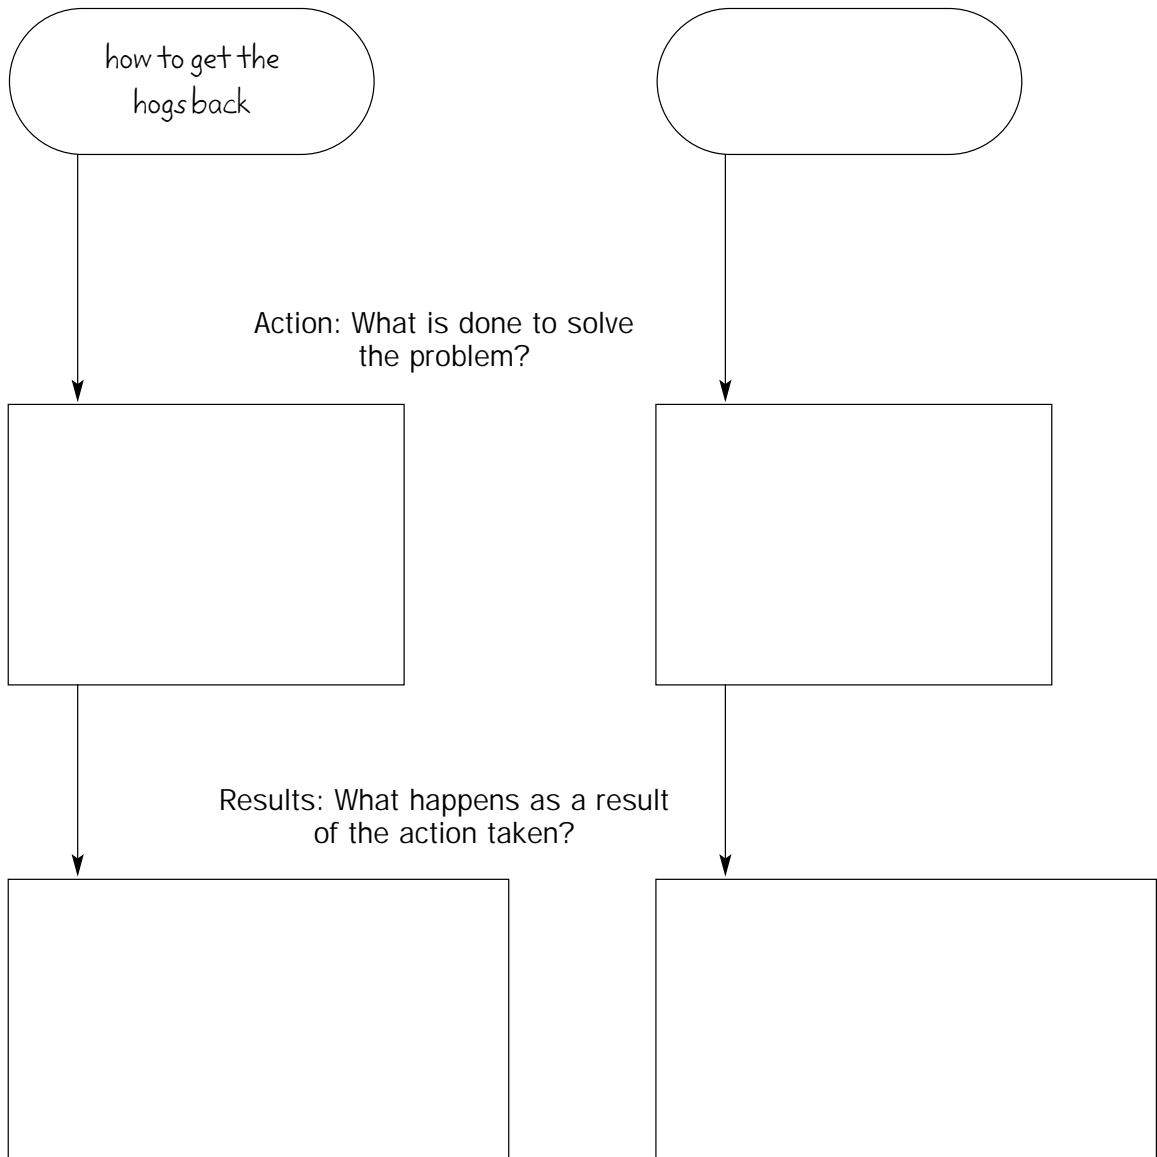 how to get the
hogs back
Action: What is done to solve
the problem?
Results: What happens as a result
of the action taken?